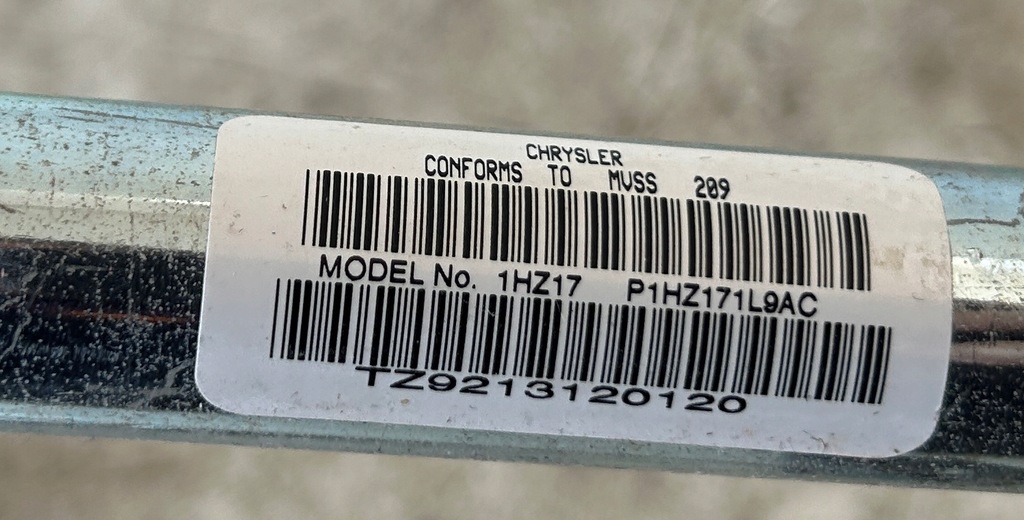 CHRYSLER
CONFORMS TO MVSS 209
MODEL No. 1HZ17 P1HZ171L9AC
TZ9213120120